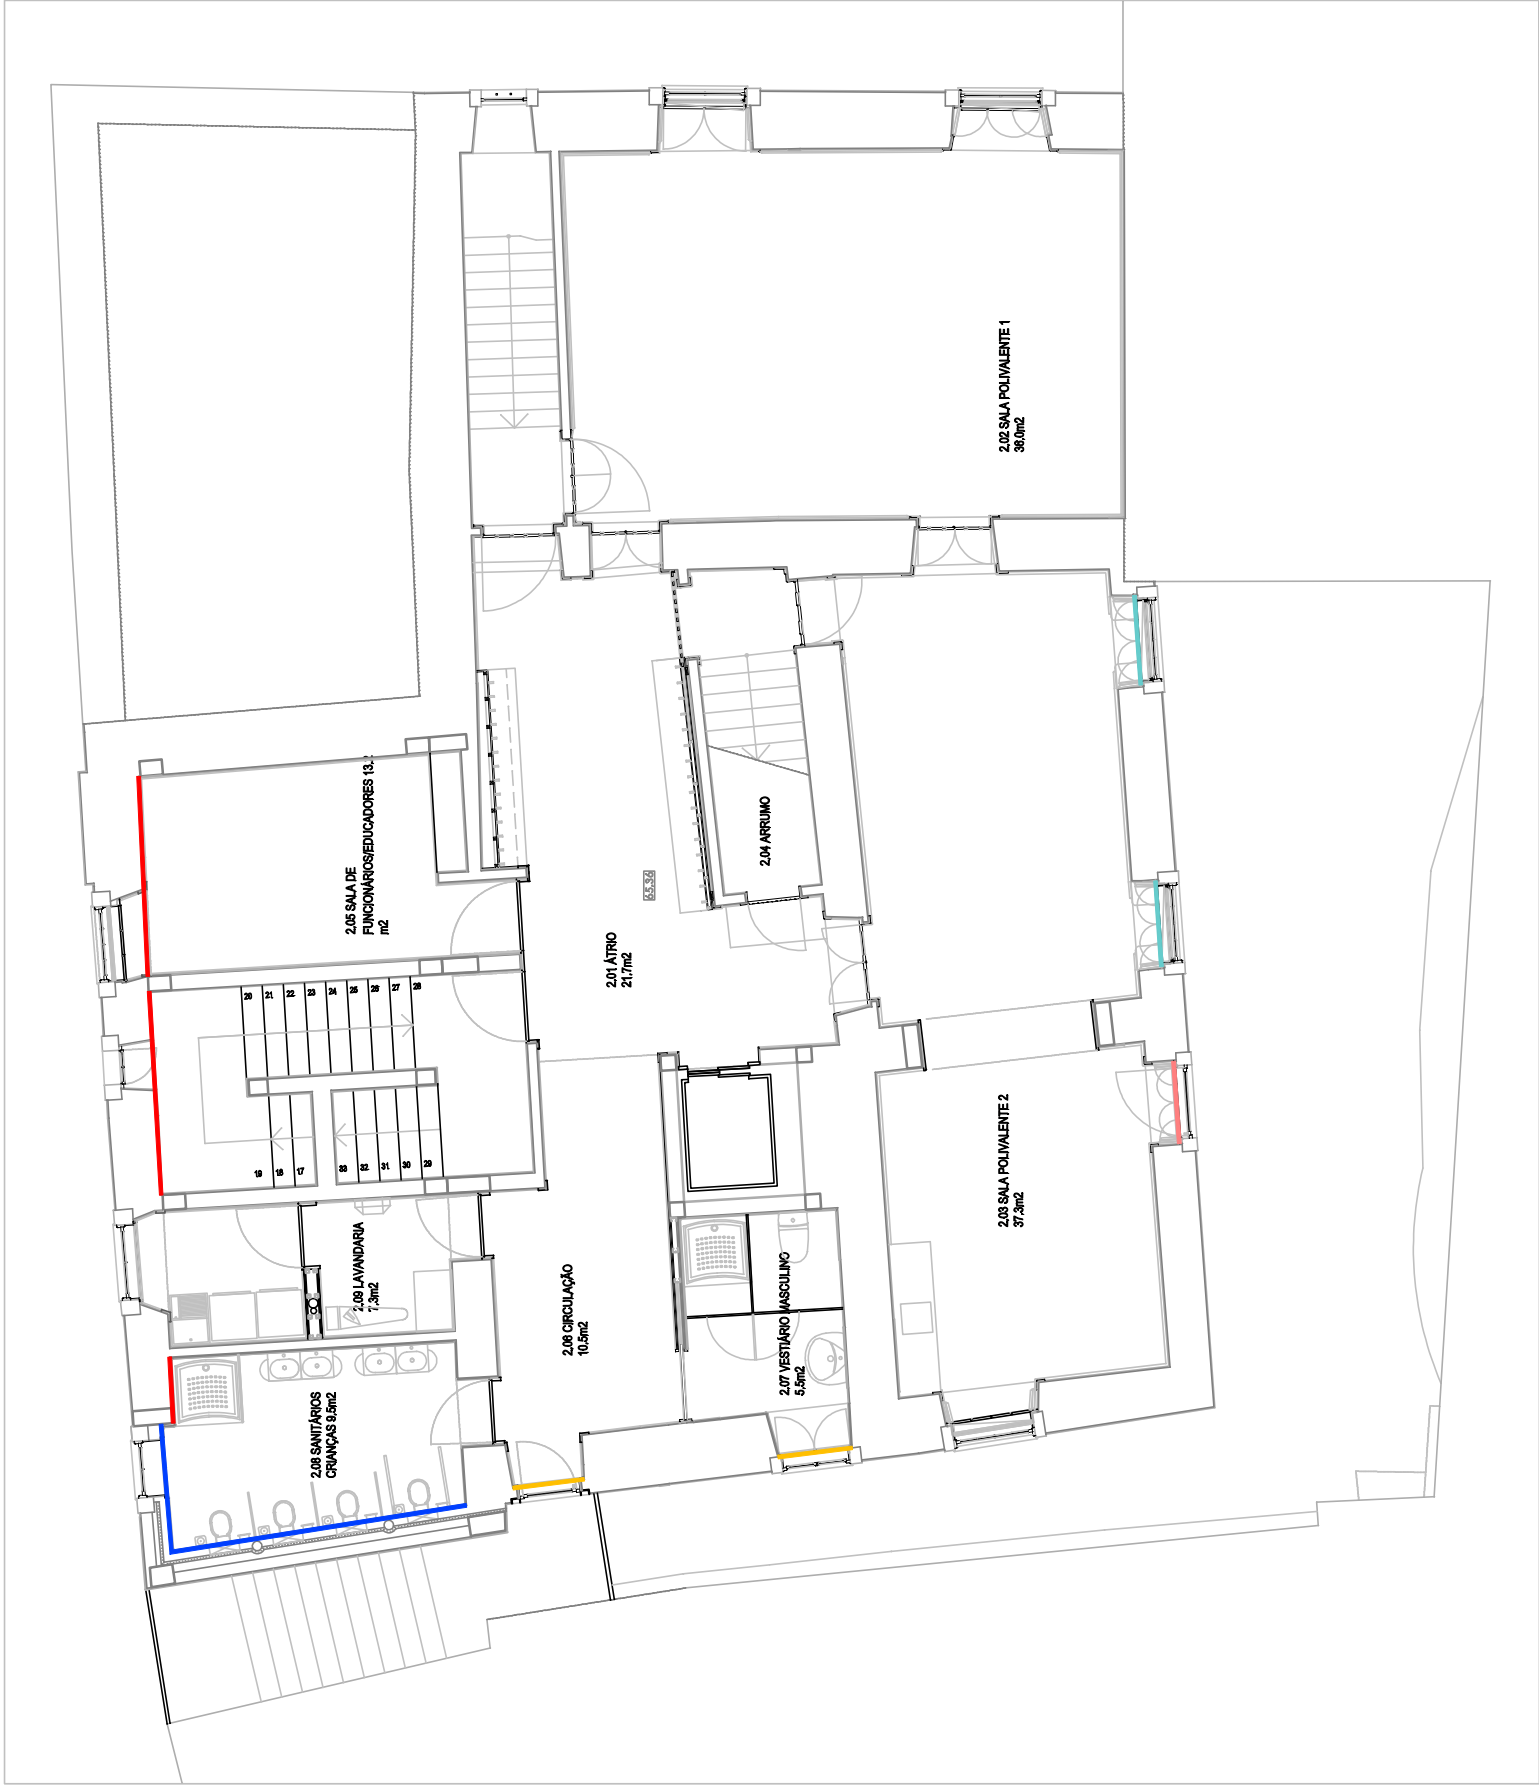 2.02 SALA POLIVALENTE 1
36.0m2
2.05 SALA DE
FUNCIONÁRIOS/EDUCADORES 13.2
m2
2.04 ARRUMO
65.36
2.01 ÁTRIO
21.7m2
20
21
22
23
24
25
26
27
28
19
18
17
33
32
31
30
29
2.03 SALA POLIVALENTE 2
37.3m2
2.09 LAVANDARIA
7.3m2
2.06 CIRCULAÇÃO
10.5m2
2.07 VESTIÁRIO MASCULINO
5.5m2
2.08 SANITÁRIOS
CRIANÇAS 9.5m2